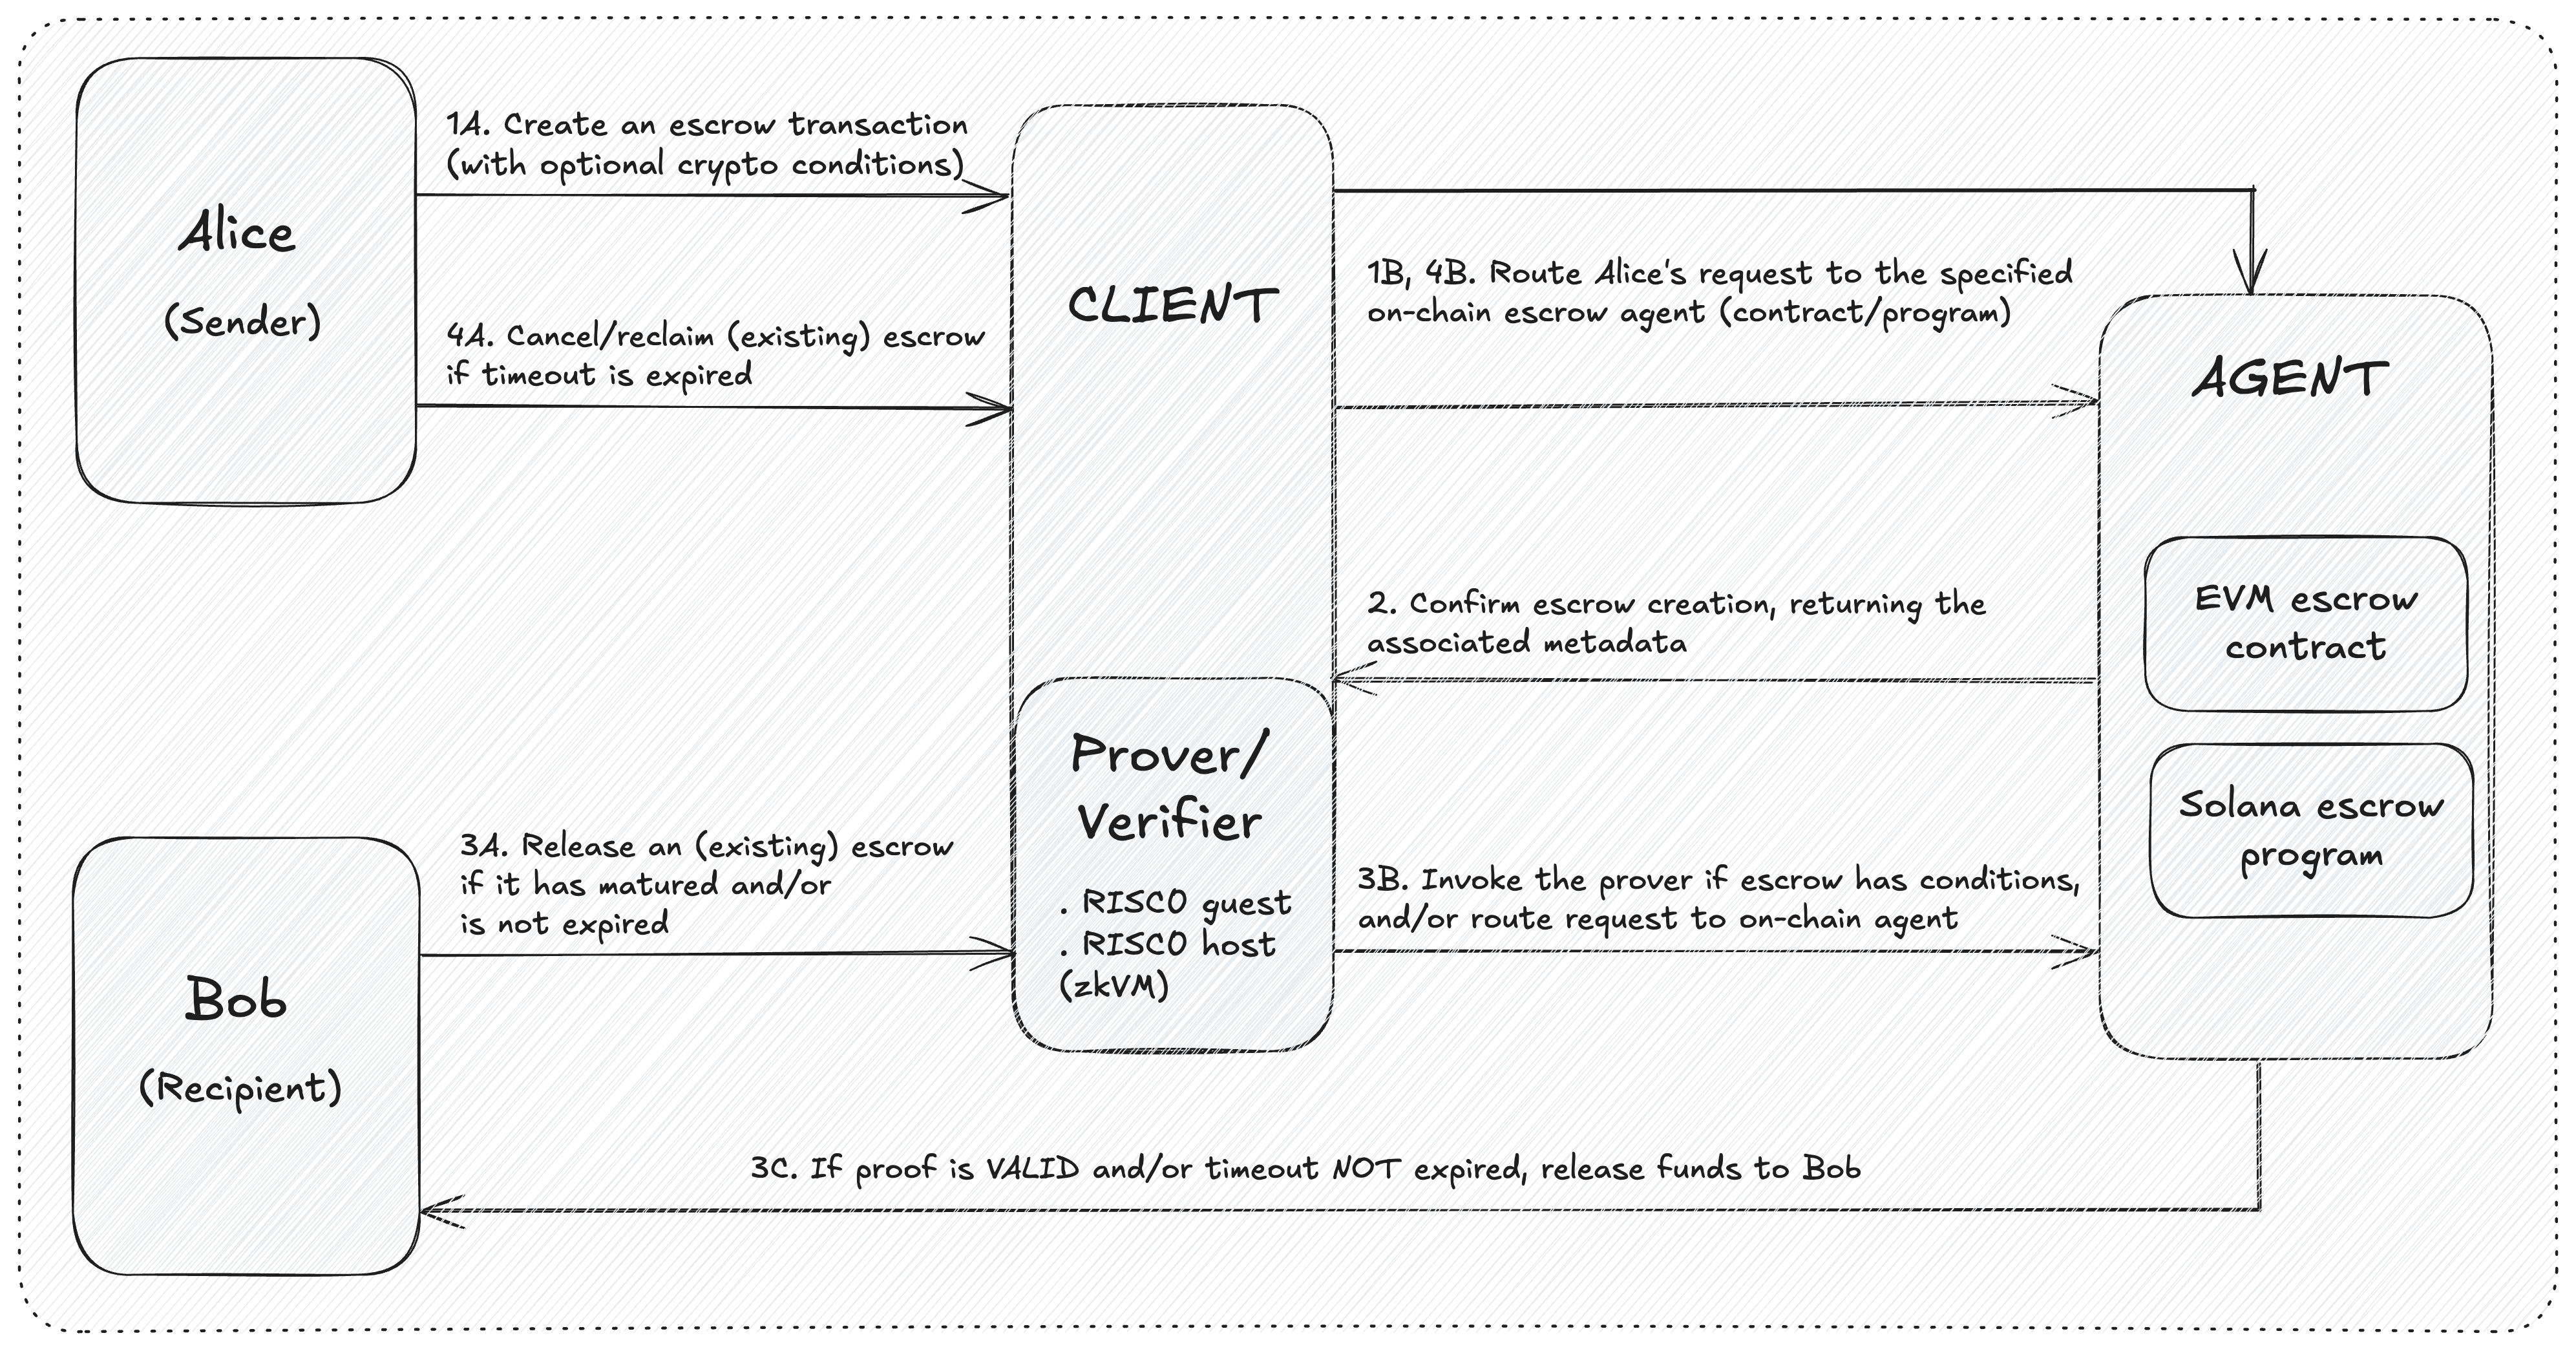 Alice
(Sender)
1A. Create an escrow transaction
(with optional crypto conditions)
4A. Cancel/reclaim (existing) escrow
if timeout is expired
CLIENT
1B, 4B. Route Alice's request to the specified
on-chain escrow agent (contract/program)
AGENT
EVM escrow
contract
Solana escrow
program
2. Confirm escrow creation, returning the
associated metadata
Prover/
Verifier
. RISC0 guest
. RISC0 host
(zkVM)
Bob
(Recipient)
3A. Release an (existing) escrow
if it has matured and/or
is not expired
3B. Invoke the prover if escrow has conditions,
and/or route request to on-chain agent
3C. If proof is VALID and/or timeout NOT expired, release funds to Bob